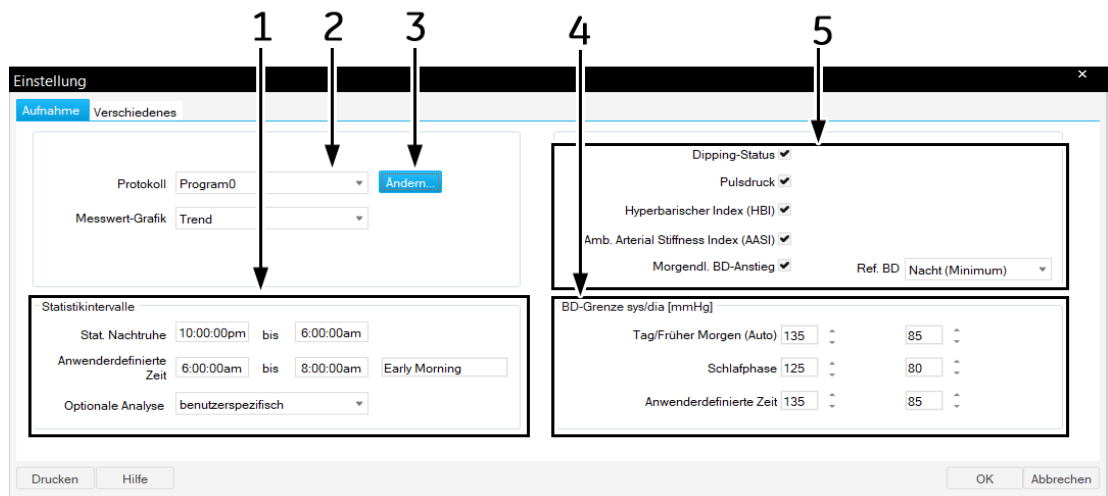 1 2 3 4 5
Einstellung ×
Aufnahme Verschiedenes
Protokoll Program0 Ändern...
Messwert-Grafik Trend
Dipping-Status
Pulsdruck
Hyperbarischer Index (HBI)
Amb. Arterial Stiffness Index (AASI)
Morgendl. BD-Anstieg Ref. BD Nacht (Minimum)
Statistikintervalle
Stat. Nachtruhe 10:00:00pm bis 6:00:00am
Anwenderdefinierte
Zeit 6:00:00am bis 8:00:00am Early Morning
Optionale Analyse benutzerspezifisch
BD-Grenze sys/dia [mmHg]
Tag/Früher Morgen (Auto) 135 85
Schlafphase 125 80
Anwenderdefinierte Zeit 135 85
Drucken Hilfe OK Abbrechen